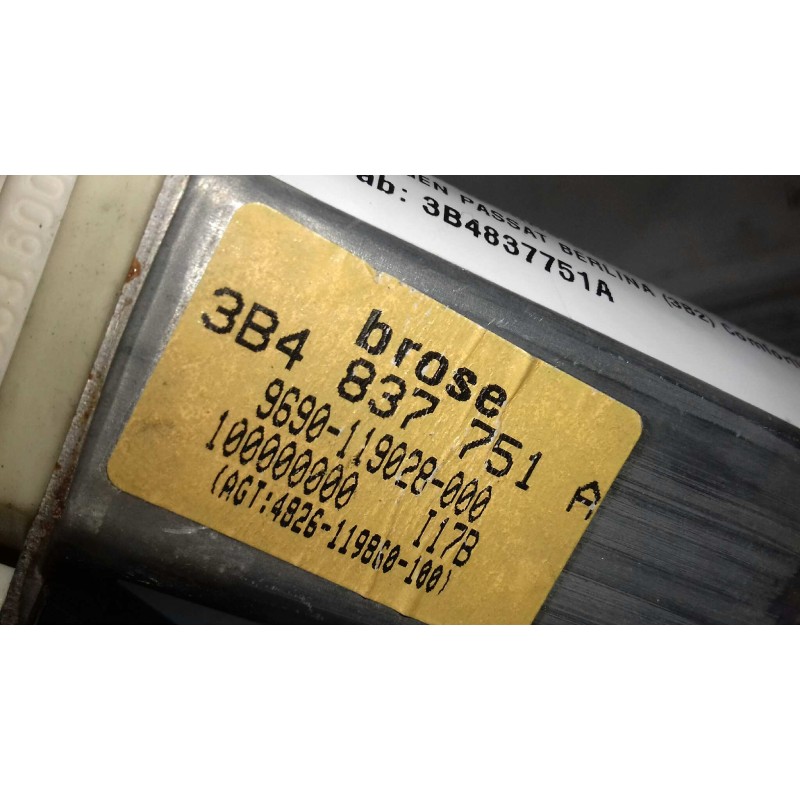 PASSAT BERLINA (3B2)
ab: 3B4837751A
brose
3B4 837 751 A
9690-119028-000
100000000 I17B
(AGT:4826-119860-100)